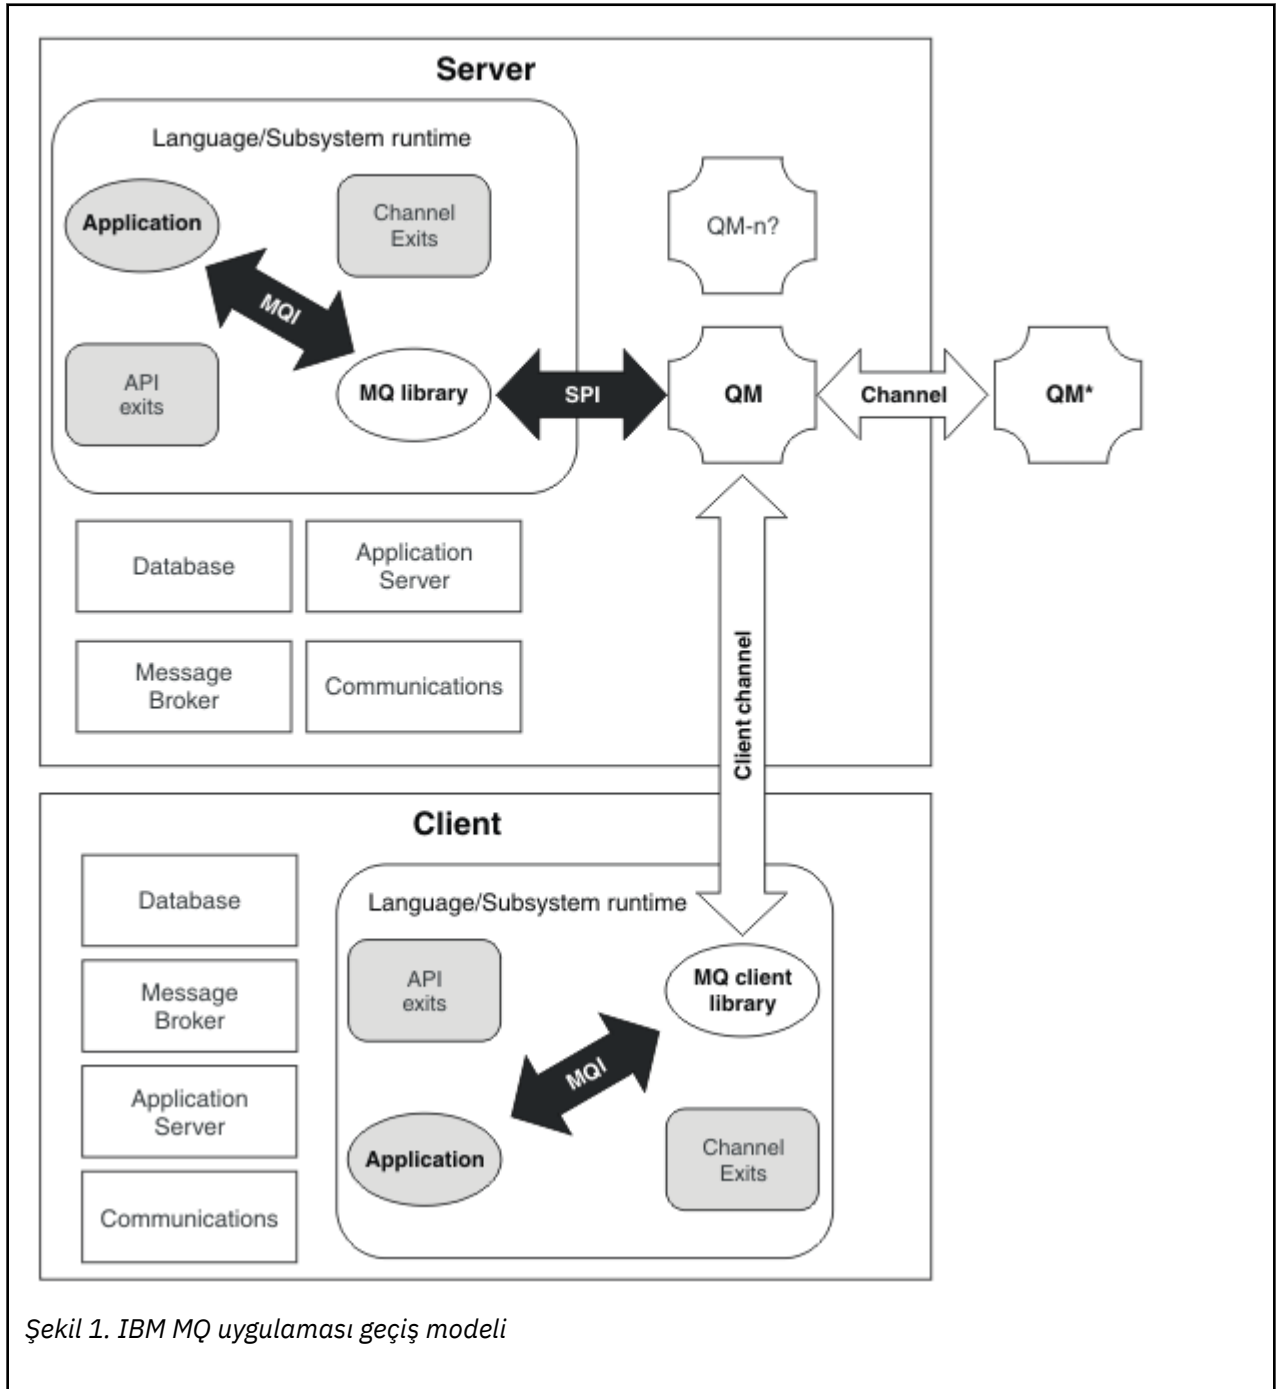 Server
Language/Subsystem runtime
Application
Channel
Exits
QM-n?
MQI
API
exits
MQ library
SPI
QM
Channel
QM*
Database
Application
Server
Message
Broker
Communications
Client channel
Client
Database
Language/Subsystem runtime
API
exits
MQ client
library
Message
Broker
MQI
Application
Server
Application
Channel
Exits
Communications
Şekil 1. IBM MQ uygulaması geçiş modeli